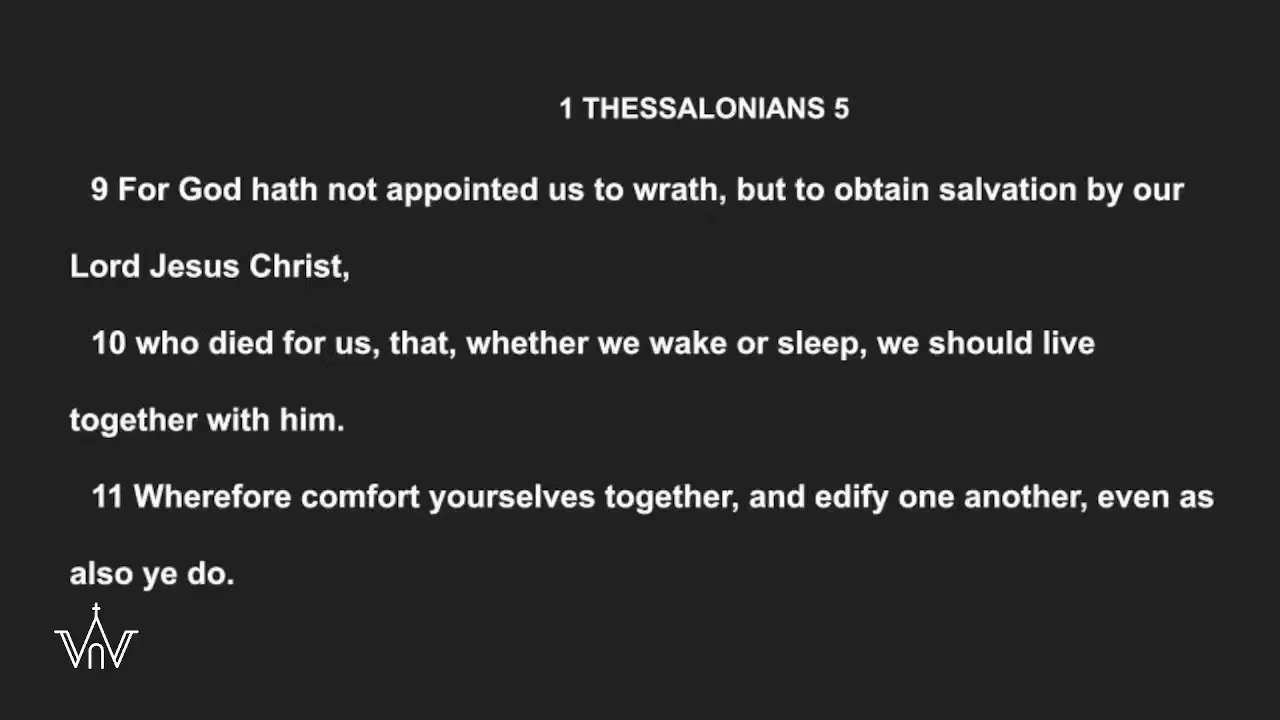 1 THESSALONIANS 5
9 For God hath not appointed us to wrath, but to obtain salvation by our
Lord Jesus Christ,
10 who died for us, that, whether we wake or sleep, we should live
together with him.
11 Wherefore comfort yourselves together, and edify one another, even as
also ye do.